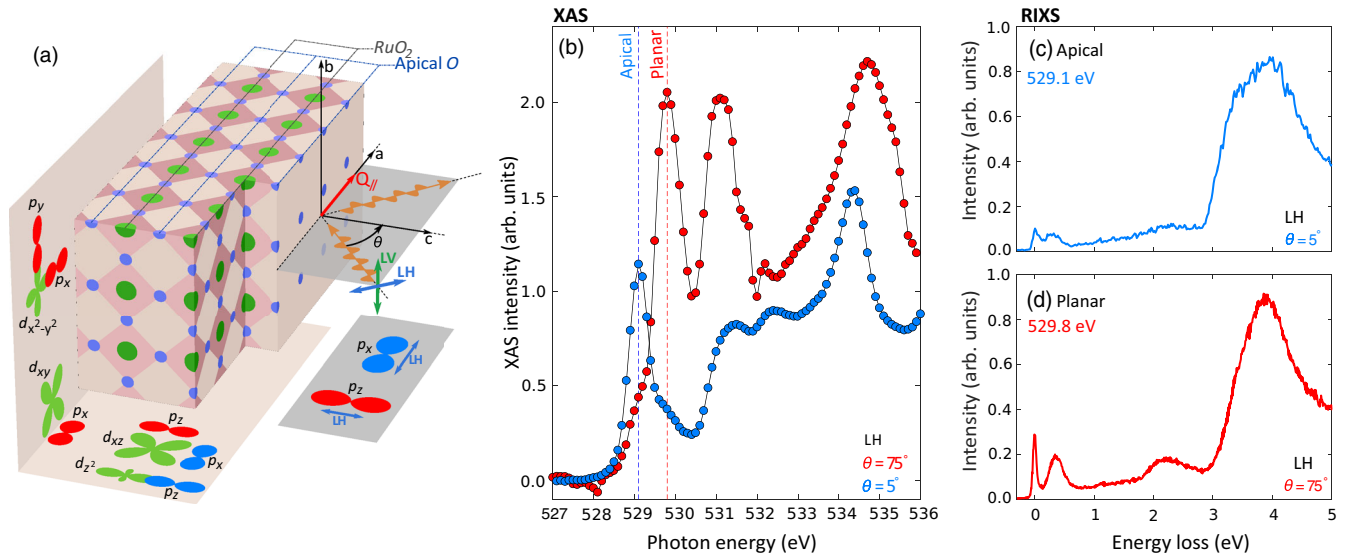 (a)
RuO2
Apical O
b
a
Q//
c
θ
LV
LH
py
px
dx2-y2
dxy
px
pz
dxz
px
dz2
pz
px
LH
pz
LH
XAS
(b)
Apical
Planar
XAS intensity (arb. units)
2.0
1.5
1.0
0.5
0.0
LH
θ = 75°
θ = 5°
527 528 529 530 531 532 533 534 535 536
Photon energy (eV)
RIXS
(c) Apical
529.1 eV
Intensity (arb. units)
1.0
0.8
0.6
0.4
0.2
0.0
LH
θ = 5°
(d) Planar
529.8 eV
Intensity (arb. units)
1.0
0.8
0.6
0.4
0.2
0.0
LH
θ = 75°
0 1 2 3 4 5
Energy loss (eV)